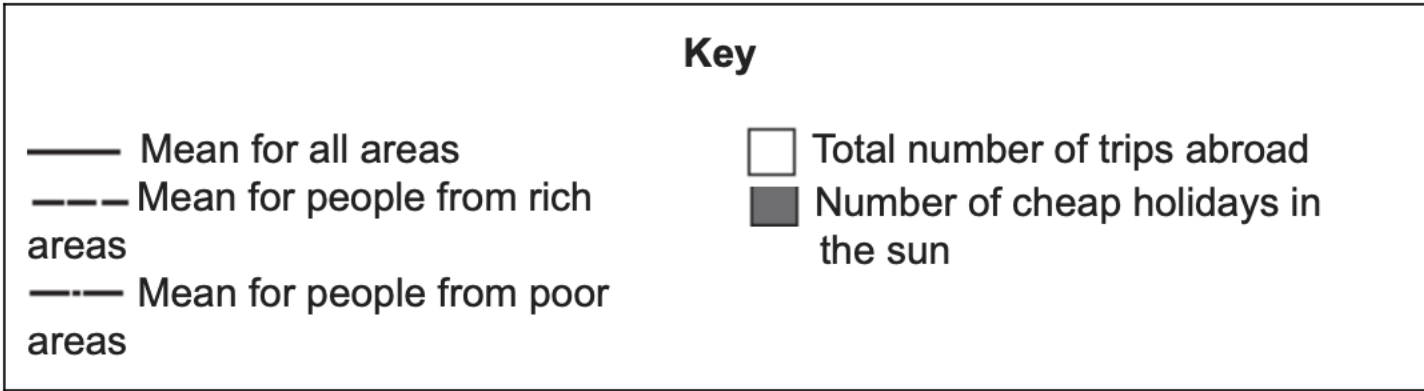 Key
Mean for all areas
Mean for people from rich
areas
Mean for people from poor
areas
Total number of trips abroad
Number of cheap holidays in
the sun